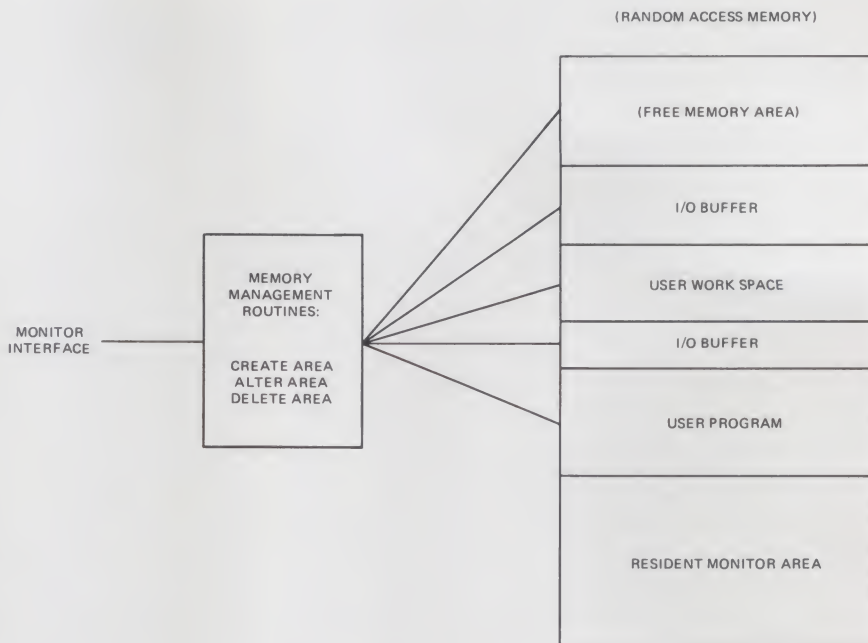 (RANDOM ACCESS MEMORY)
(FREE MEMORY AREA)
I/O BUFFER
USER WORK SPACE
I/O BUFFER
USER PROGRAM
RESIDENT MONITOR AREA
MEMORY
MANAGEMENT
ROUTINES:
CREATE AREA
ALTER AREA
DELETE AREA
MONITOR
INTERFACE